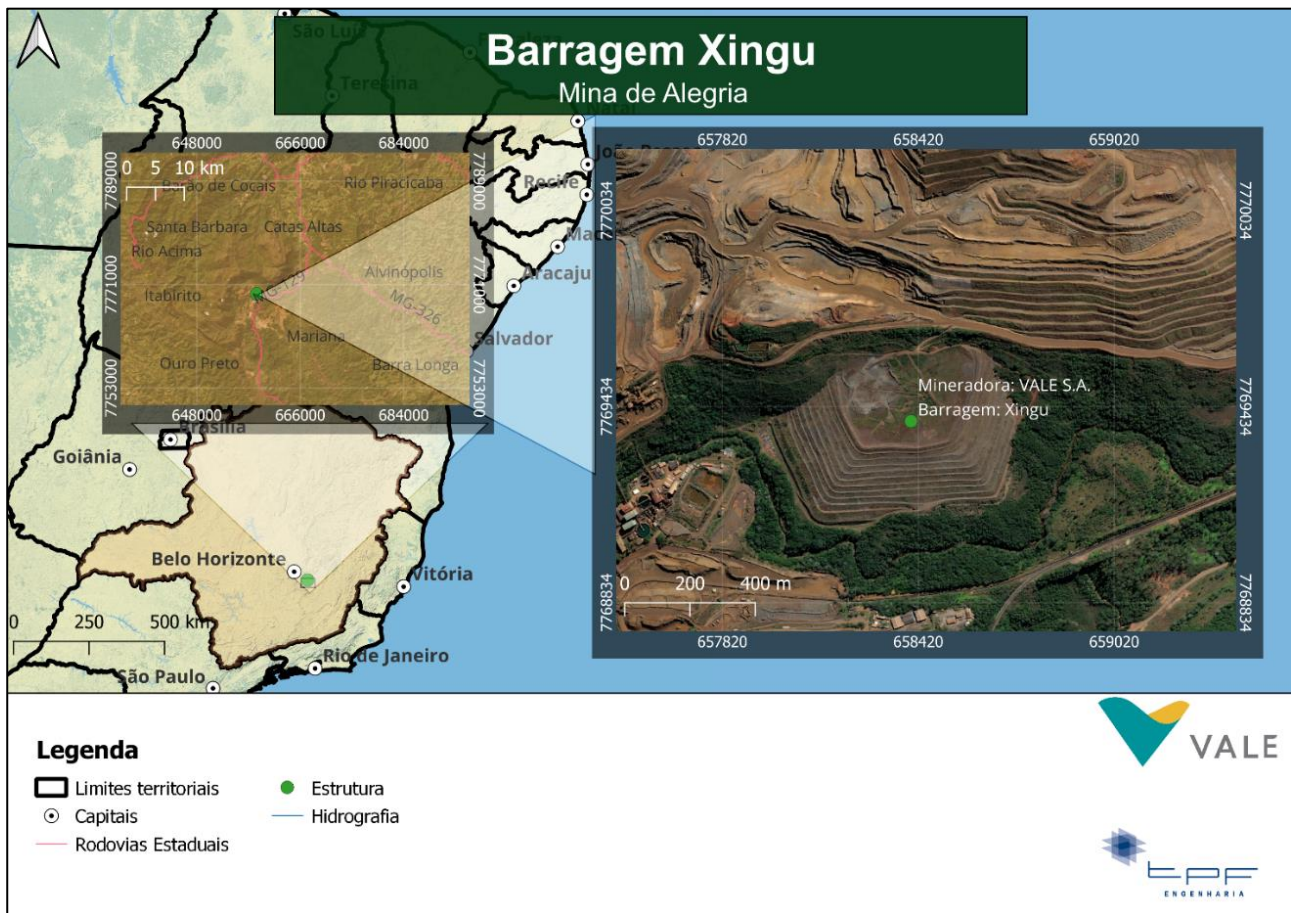 Barragem Xingu
Mina de Alegria
São Luís
Teresina
Natal
Recife
Aracaju
Salvador
Brasília
Goiânia
Belo Horizonte
Vitória
Rio de Janeiro
São Paulo
0 250 500 km
648000 666000 684000
0 5 10 km
7789000 7789000
Barão de Cocais
Rio Piracicaba
Santa Bárbara
Catas Altas
Rio Acima
Alvinópolis
7771000 7771000
Itabirito
MG-129
MG-326
Mariana
Ouro Preto
Barra Longa
7753000 7753000
648000 666000 684000
657820 658420 659020
7770034 7770034
Mineradora: VALE S.A.
Barragem: Xingu
7769434 7769434
0 200 400 m
7768834 7768834
657820 658420 659020
Legenda
Limites territoriais
Capitais
Rodovias Estaduais
Estrutura
Hidrografia
VALE
tpf
ENGENHARIA